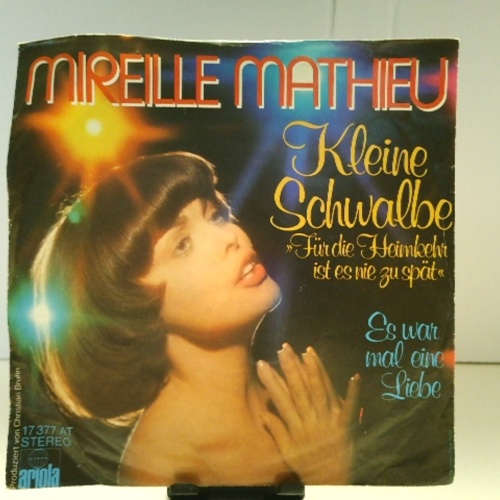 MIREILLE MATHIEU
Kleine
Schwalbe
»Für die Heimkehr
ist es nie zu spät«
Es war
mal eine
Liebe
Produziert von Christian Bruhn
17 377 AT
STEREO
ariola